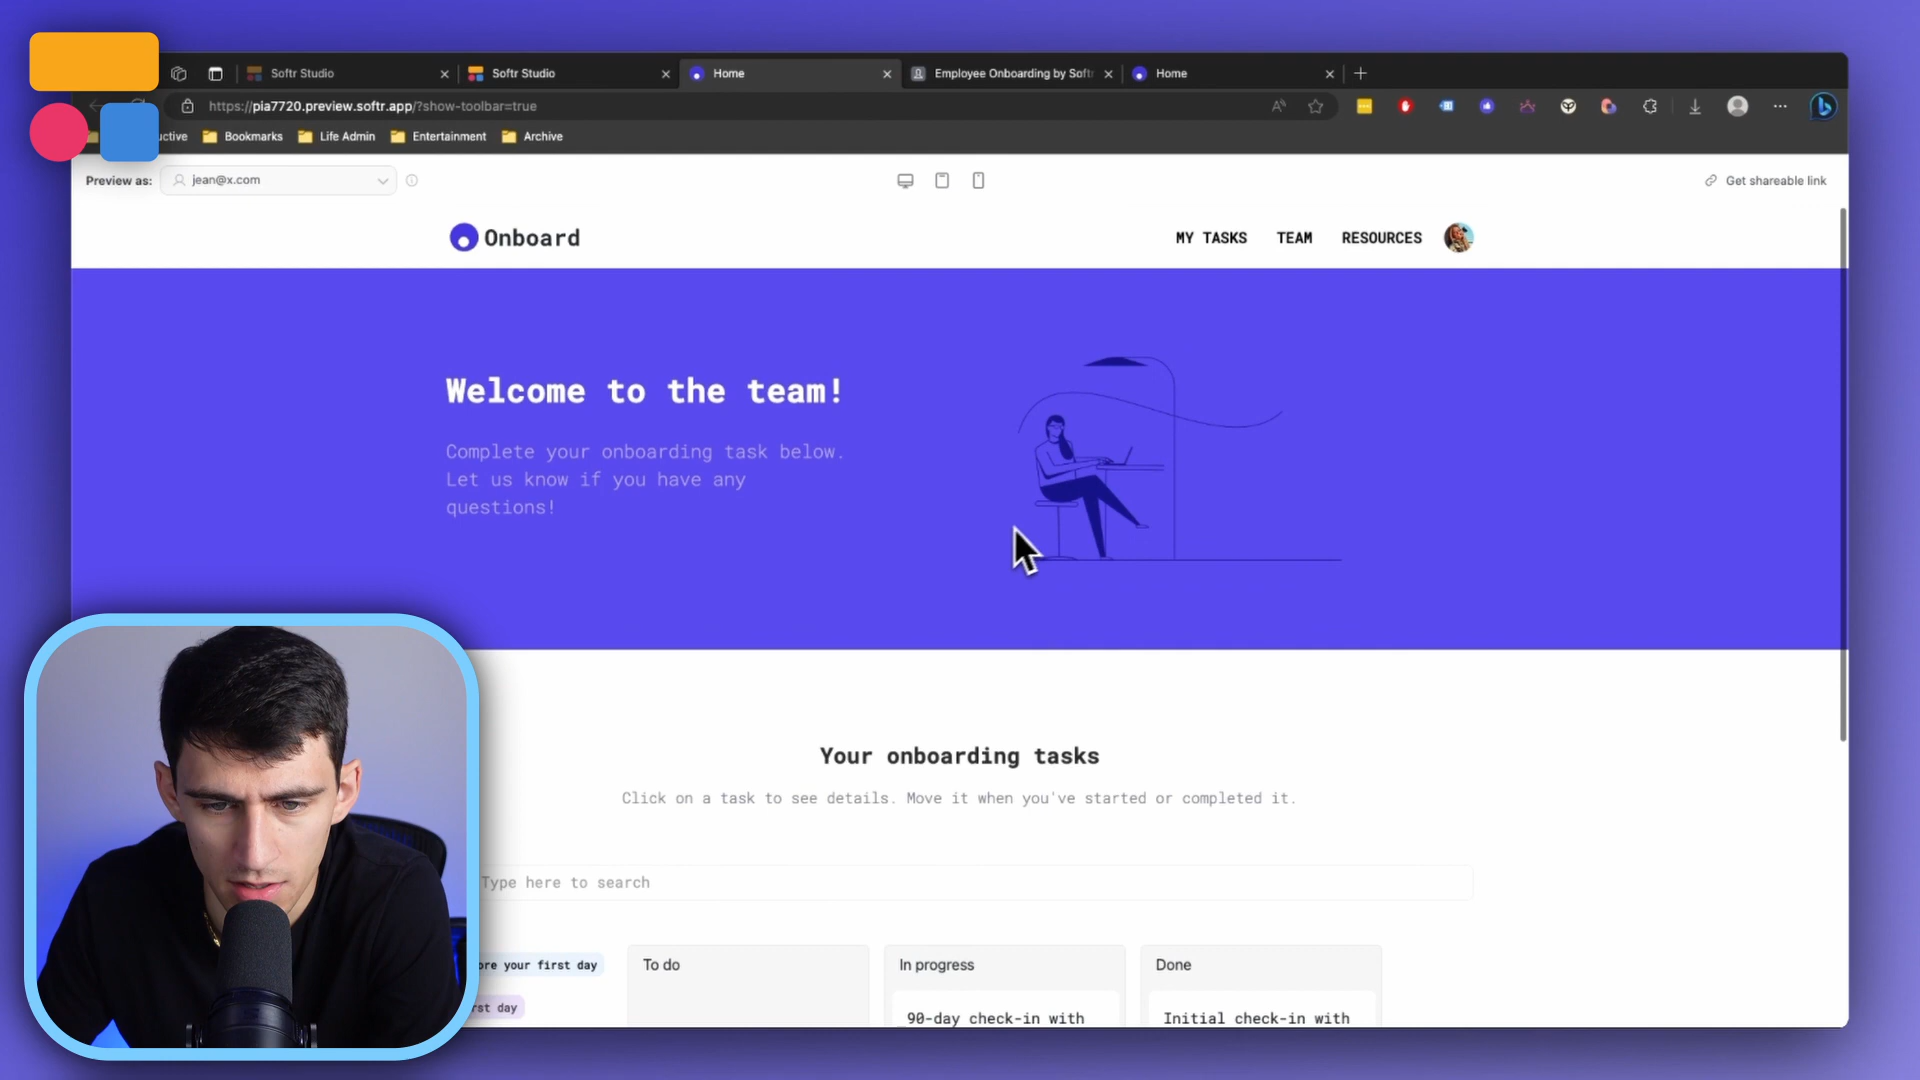 Softr Studio
Softr Studio
Home
Employee Onboarding by Softr
Home
https://pia7720.preview.softr.app/?show-toolbar=true
uctive
Bookmarks
Life Admin
Entertainment
Archive
Preview as:
jean@x.com
Get shareable link
Onboard
MY TASKS
TEAM
RESOURCES
Welcome to the team!
Complete your onboarding task below.
Let us know if you have any
questions!
Your onboarding tasks
Click on a task to see details. Move it when you've started or completed it.
Type here to search
ore your first day
rst day
To do
In progress
Done
90-day check-in with
Initial check-in with